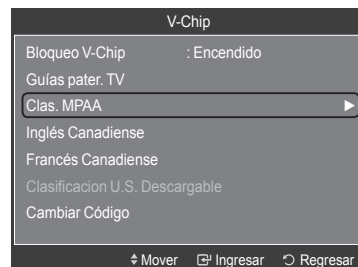 V-Chip
Bloqueo V-Chip : Encendido
Guías pater. TV
Clas. MPAA
Inglés Canadiense
Francés Canadiense
Clasificacion U.S. Descargable
Cambiar Código
Mover Ingresar Regresar